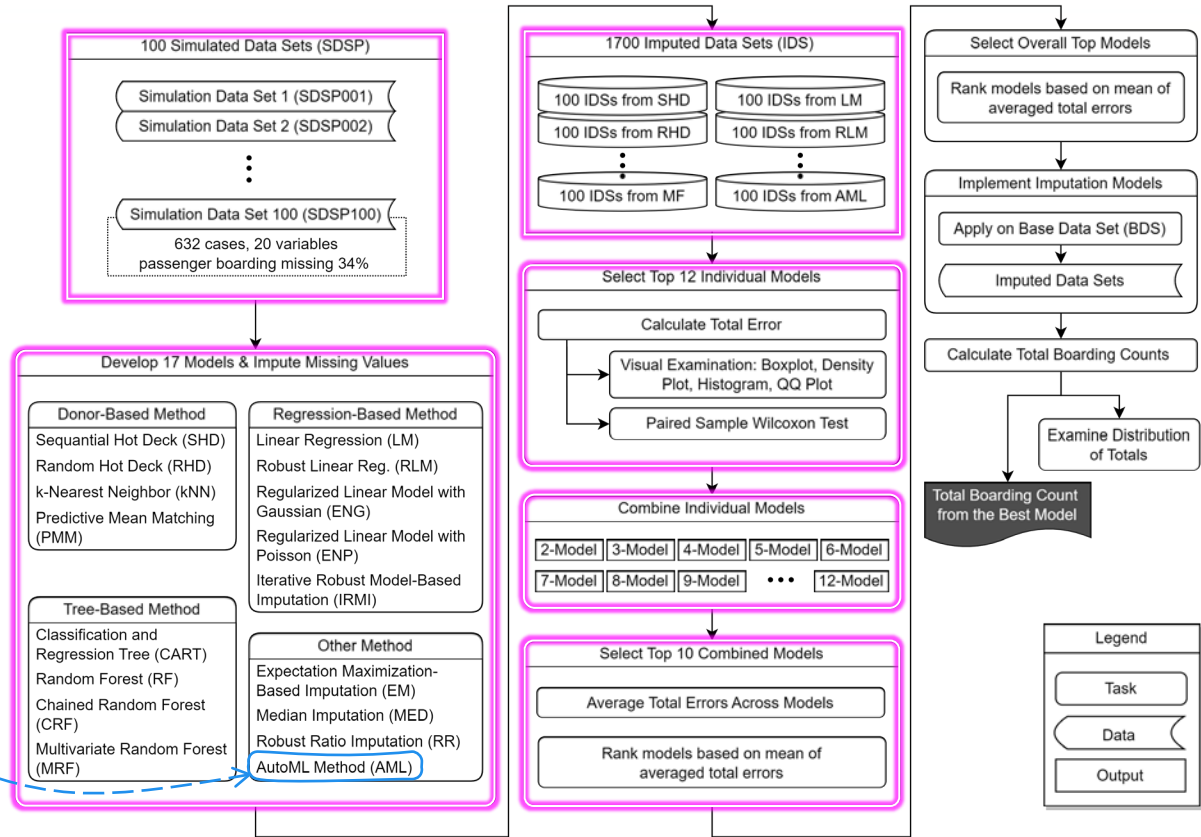 100 Simulated Data Sets (SDSP)
Simulation Data Set 1 (SDSP001)
Simulation Data Set 2 (SDSP002)
Simulation Data Set 100 (SDSP100)
632 cases, 20 variables
passenger boarding missing 34%
Develop 17 Models & Impute Missing Values
Donor-Based Method
Sequantial Hot Deck (SHD)
Random Hot Deck (RHD)
k-Nearest Neighbor (kNN)
Predictive Mean Matching
(PMM)
Regression-Based Method
Linear Regression (LM)
Robust Linear Reg. (RLM)
Regularized Linear Model with
Gaussian (ENG)
Regularized Linear Model with
Poisson (ENP)
Iterative Robust Model-Based
Imputation (IRMI)
Tree-Based Method
Classification and
Regression Tree (CART)
Random Forest (RF)
Chained Random Forest
(CRF)
Multivariate Random Forest
(MRF)
Other Method
Expectation Maximization-
Based Imputation (EM)
Median Imputation (MED)
Robust Ratio Imputation (RR)
AutoML Method (AML)
1700 Imputed Data Sets (IDS)
100 IDSs from SHD
100 IDSs from LM
100 IDSs from RHD
100 IDSs from RLM
100 IDSs from MF
100 IDSs from AML
Select Top 12 Individual Models
Calculate Total Error
Visual Examination: Boxplot, Density
Plot, Histogram, QQ Plot
Paired Sample Wilcoxon Test
Combine Individual Models
2-Model
3-Model
4-Model
5-Model
6-Model
7-Model
8-Model
9-Model
12-Model
Select Top 10 Combined Models
Average Total Errors Across Models
Rank models based on mean of
averaged total errors
Select Overall Top Models
Rank models based on mean of
averaged total errors
Implement Imputation Models
Apply on Base Data Set (BDS)
Imputed Data Sets
Calculate Total Boarding Counts
Examine Distribution
of Totals
Total Boarding Count
from the Best Model
Legend
Task
Data
Output